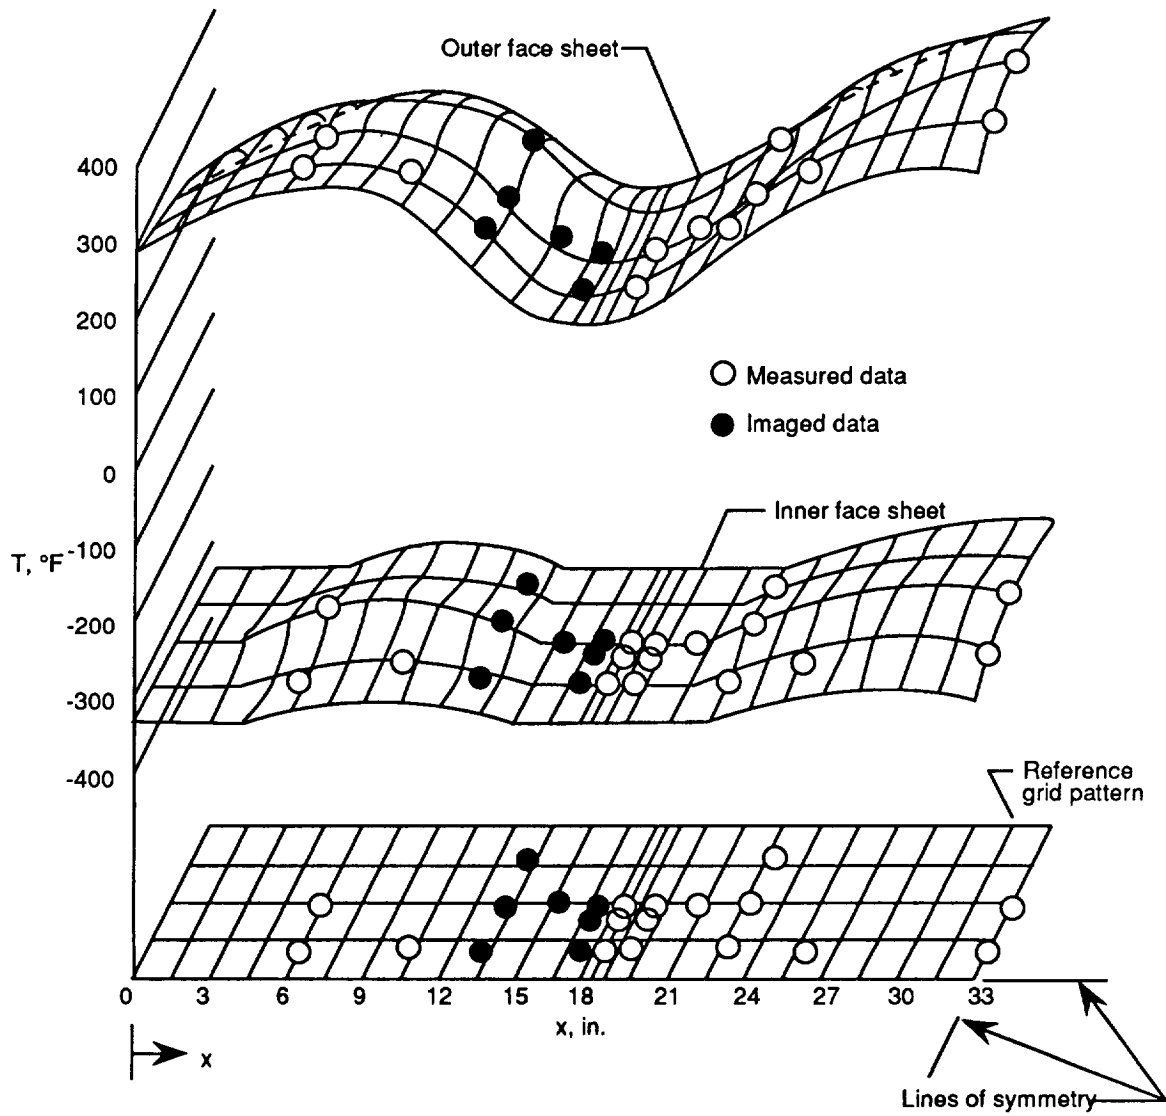 Outer face sheet
400
300
200
100
0
-100
-200
-300
-400
T, °F
Measured data
Imaged data
Inner face sheet
Reference
grid pattern
0 3 6 9 12 15 18 21 24 27 30 33
x, in.
x
Lines of symmetry